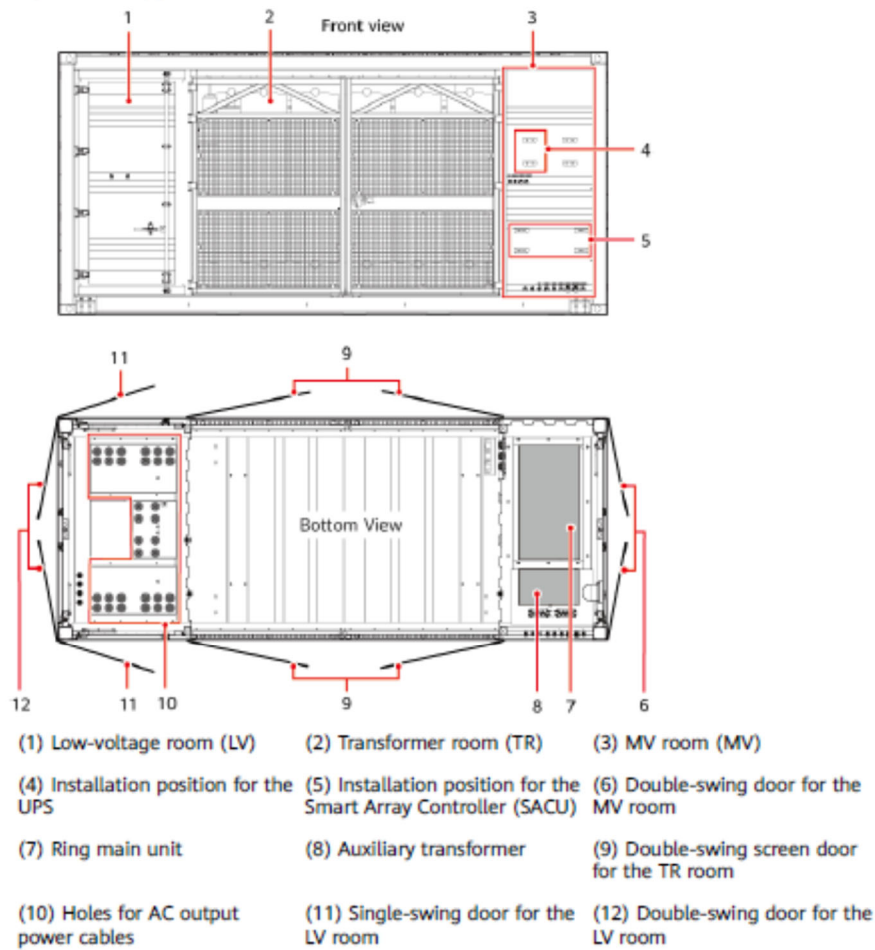 1
2
Front view
3
4
5
11
9
Bottom View
12
11
10
9
8
7
6
(1) Low-voltage room (LV)
(2) Transformer room (TR)
(3) MV room (MV)
(4) Installation position for the
UPS
(5) Installation position for the
Smart Array Controller (SACU)
(6) Double-swing door for the
MV room
(7) Ring main unit
(8) Auxiliary transformer
(9) Double-swing screen door
for the TR room
(10) Holes for AC output
power cables
(11) Single-swing door for the
LV room
(12) Double-swing door for the
LV room